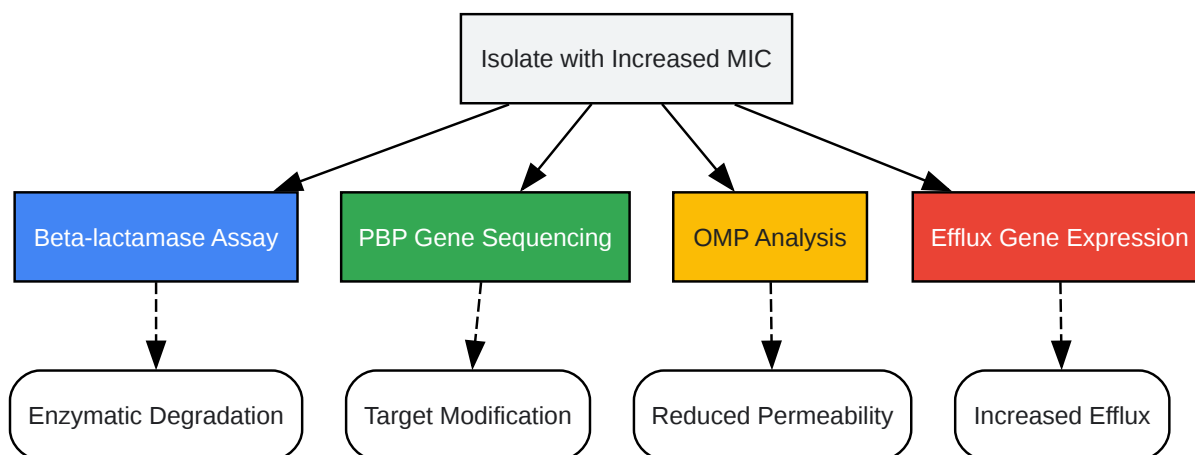 Isolate with Increased MIC
Beta-lactamase Assay
PBP Gene Sequencing
OMP Analysis
Efflux Gene Expression
Enzymatic Degradation
Target Modification
Reduced Permeability
Increased Efflux